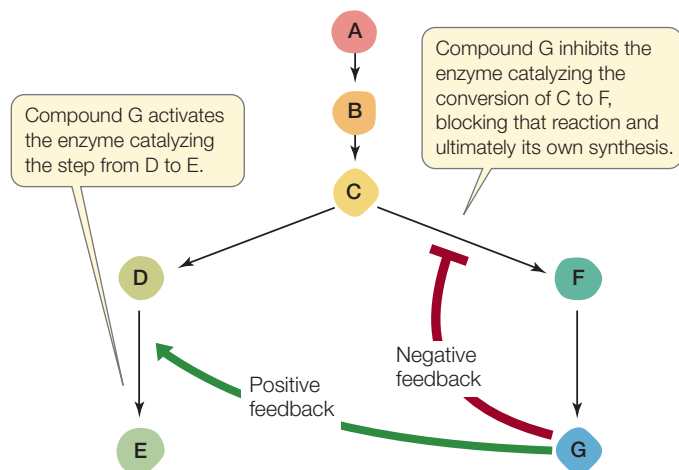 A
Compound G inhibits the
enzyme catalyzing the
conversion of C to F,
blocking that reaction and
ultimately its own synthesis.
Compound G activates
the enzyme catalyzing
the step from D to E.
B
C
D
F
Negative
feedback
Positive
feedback
E
G